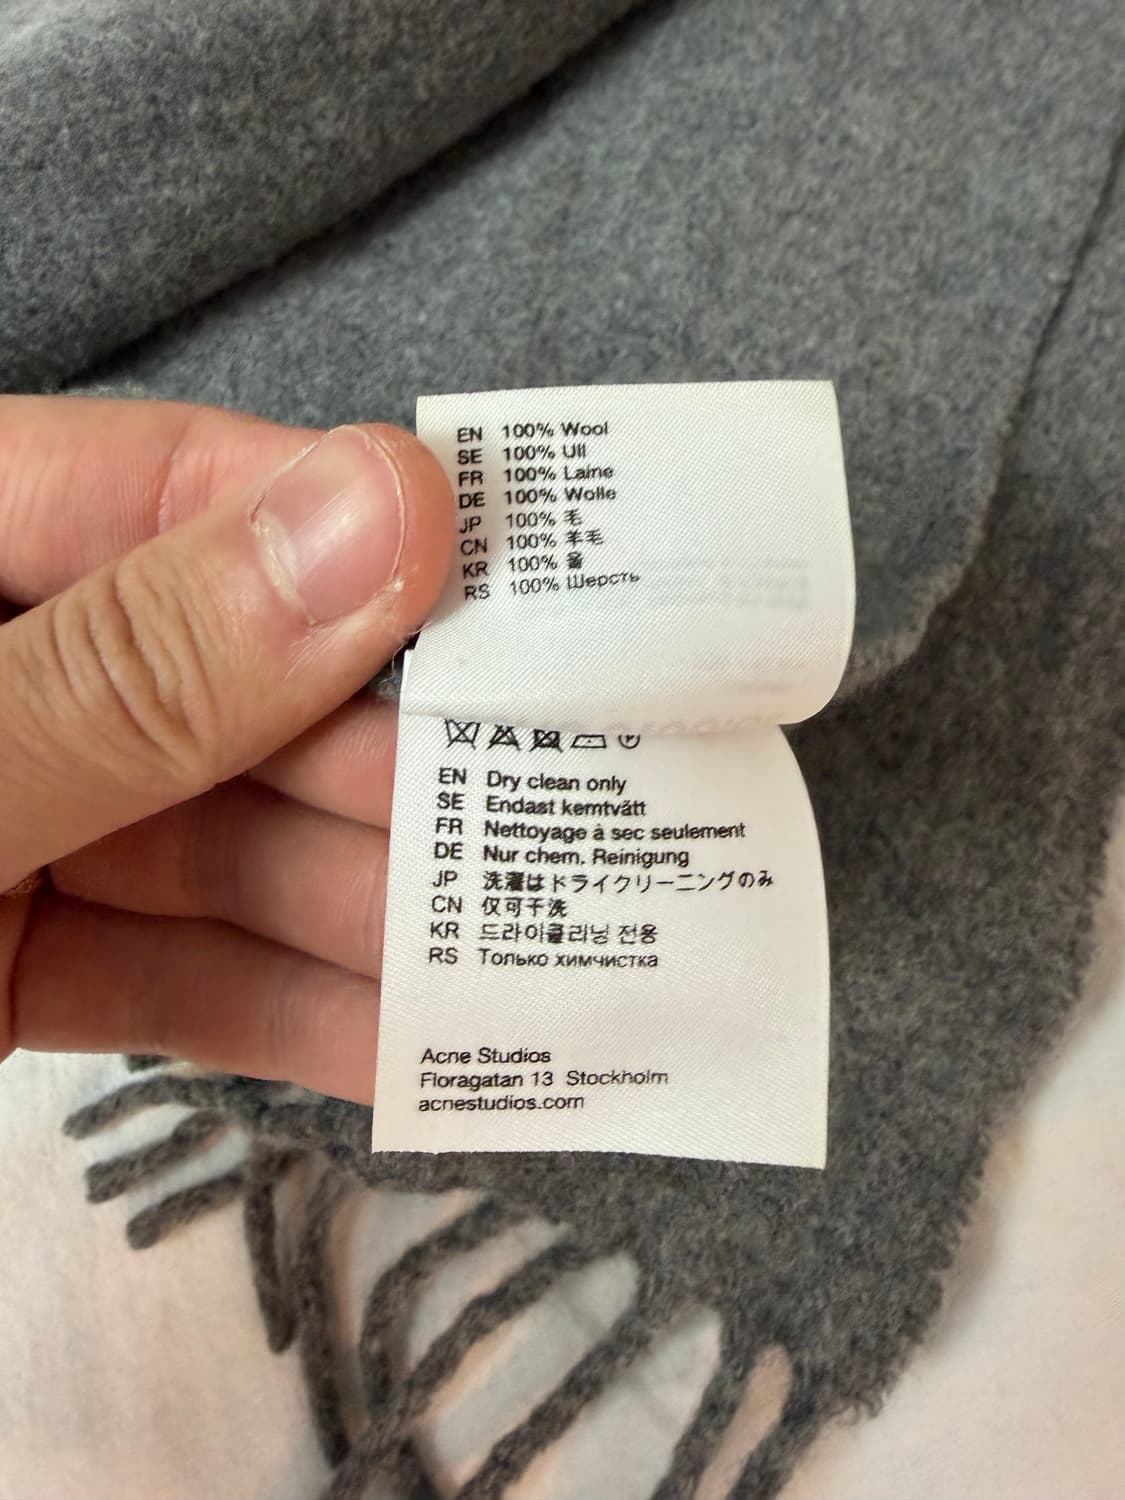 EN 100% Wool
SE 100% Ull
FR 100% Laine
DE 100% Wolle
JP 100% 毛
CN 100% 羊毛
KR 100% 울
RS 100% Шерсть
EN Dry clean only
SE Endast kemtvätt
FR Nettoyage à sec seulement
DE Nur chem. Reinigung
JP 洗濯はドライクリーニングのみ
CN 仅可干洗
KR 드라이클리닝 전용
RS Только химчистка
Acne Studios
Floragatan 13 Stockholm
acnestudios.com